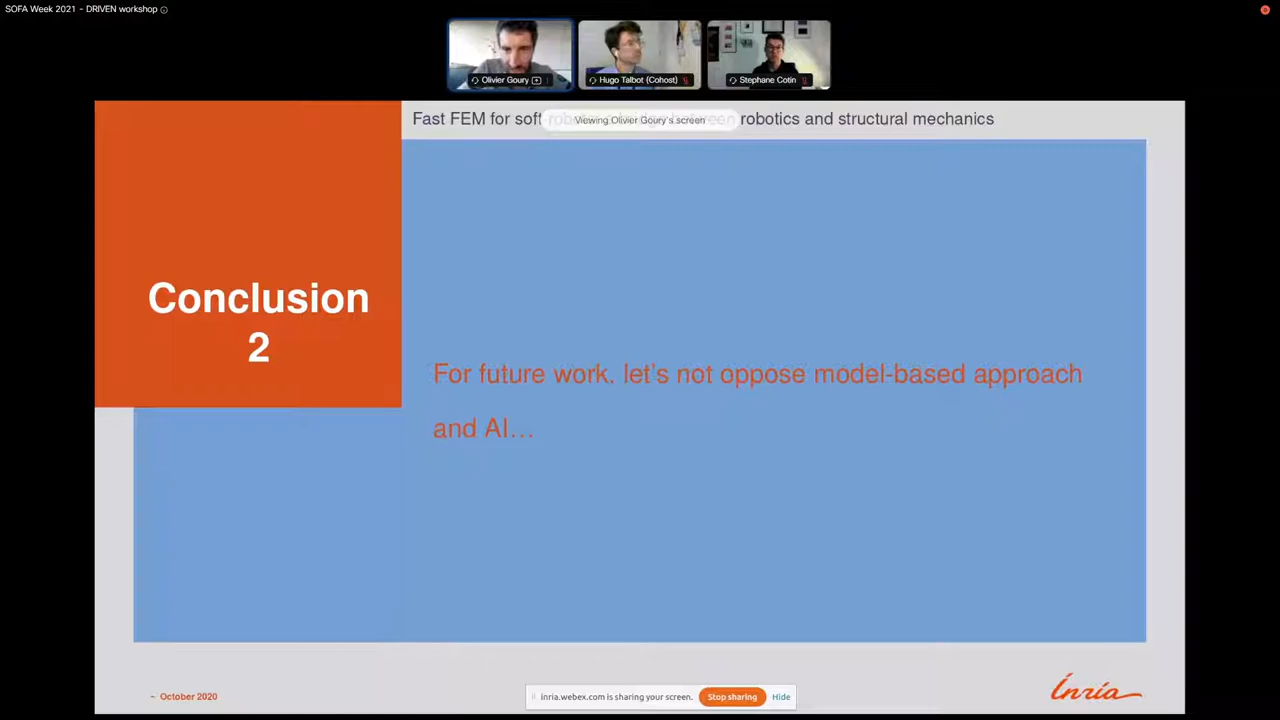 SOFA Week 2021 - DRIVEN workshop
Olivier Goury
Hugo Talbot (Cohost)
Stephane Cotin
Fast FEM for soft robotics and structural mechanics
Viewing Olivier Goury's screen
Conclusion
2
For future work, let's not oppose model-based approach
and AI…
- October 2020
inria.webex.com is sharing your screen.
Stop sharing
Hide
Inria